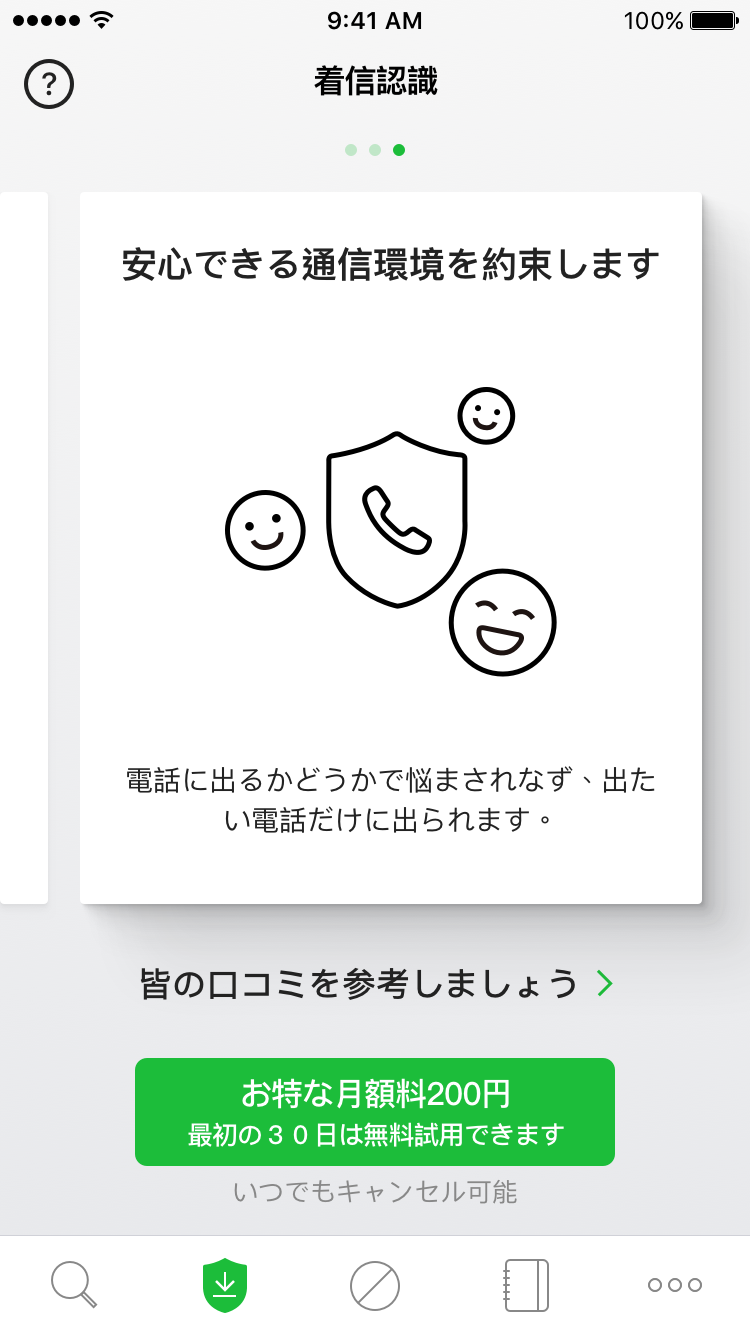 9:41 AM
100%
?
着信認識
安心できる通信環境を約束します
電話に出るかどうかで悩まされなず、出た
い電話だけに出られます。
皆の口コミを参考しましょう
お特な月額料200円
最初の３０日は無料試用できます
いつでもキャンセル可能